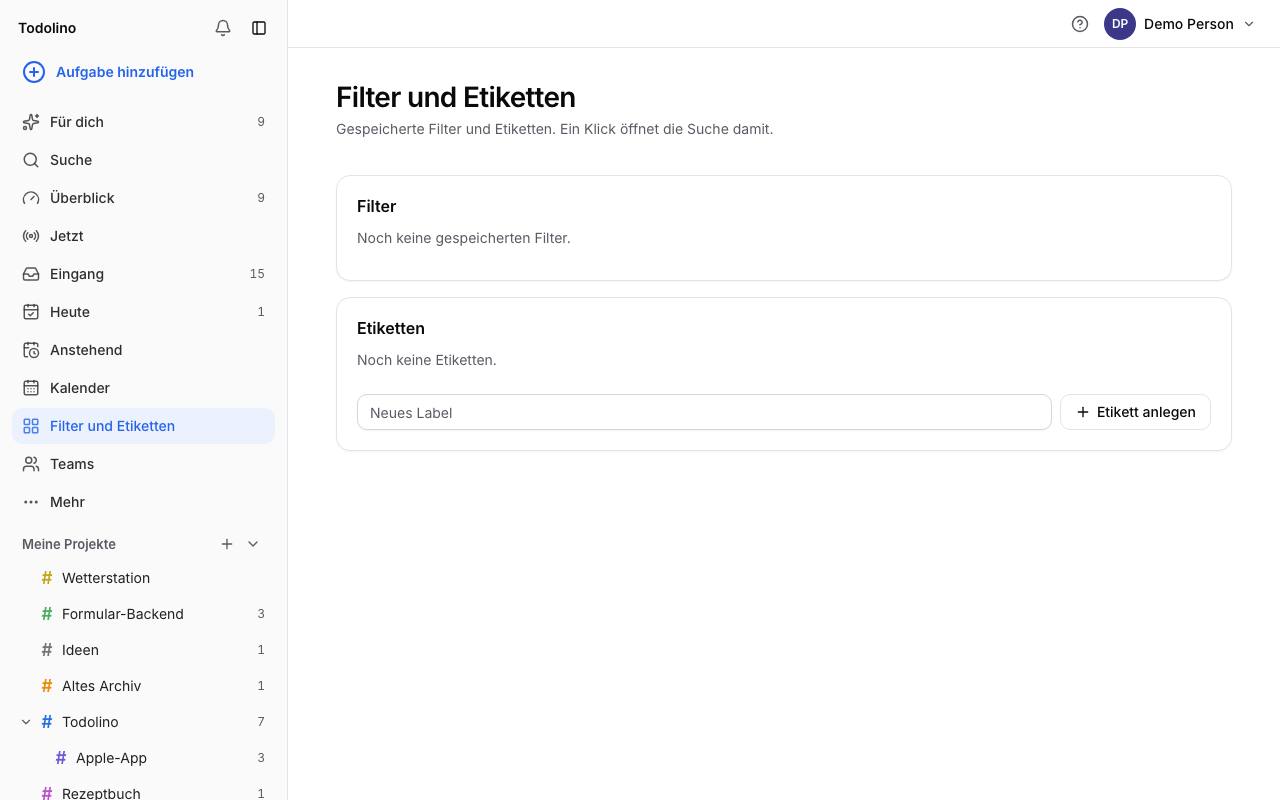 Todolino
Aufgabe hinzufügen
Für dich 9
Suche
Überblick 9
Jetzt
Eingang 15
Heute 1
Anstehend
Kalender
Filter und Etiketten
Teams
Mehr
Meine Projekte
# Wetterstation
# Formular-Backend 3
# Ideen 1
# Altes Archiv 1
# Todolino 7
# Apple-App 3
# Rezeptbuch 1
DP Demo Person
Filter und Etiketten
Gespeicherte Filter und Etiketten. Ein Klick öffnet die Suche damit.
Filter
Noch keine gespeicherten Filter.
Etiketten
Noch keine Etiketten.
Neues Label
Etikett anlegen